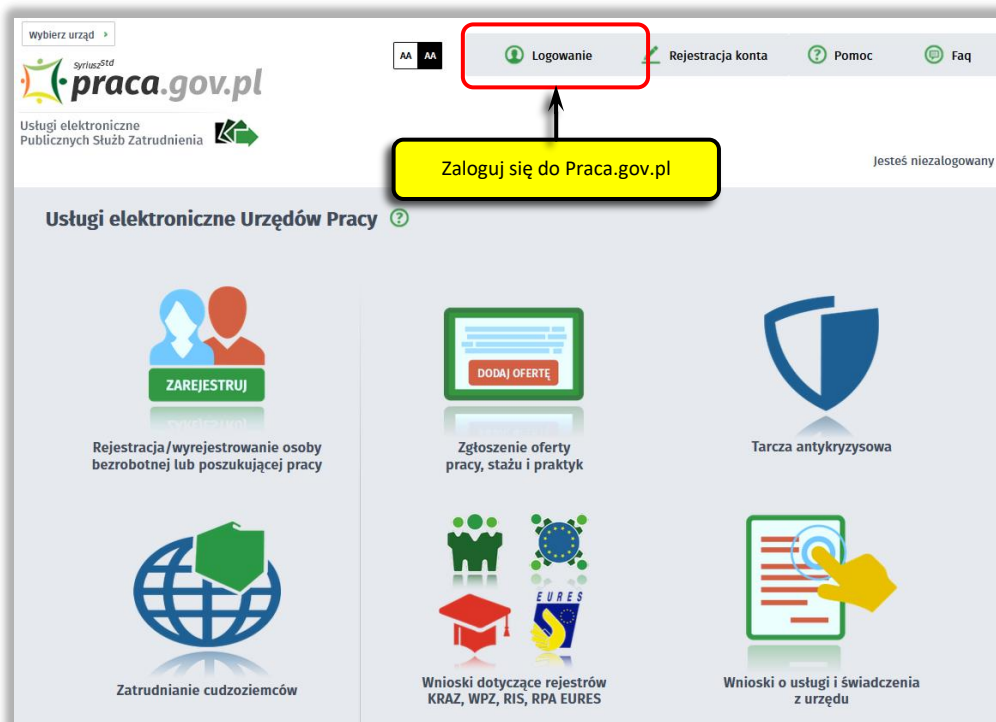 Wybierz urząd
AA AA
Logowanie
Rejestracja konta
Pomoc
Faq
SyriuszStd
praca.gov.pl
Usługi elektroniczne
Publicznych Służb Zatrudnienia
Zaloguj się do Praca.gov.pl
Jesteś niezalogowany
Usługi elektroniczne Urzędów Pracy
ZAREJESTRUJ
Rejestracja/wyrejestrowanie osoby
bezrobotnej lub poszukującej pracy
DODAJ OFERTĘ
Zgłoszenie oferty
pracy, stażu i praktyk
Tarcza antykryzysowa
Zatrudnianie cudzoziemców
EURES
Wnioski dotyczące rejestrów
KRAZ, WPZ, RIS, RPA EURES
Wnioski o usługi i świadczenia
z urzędu